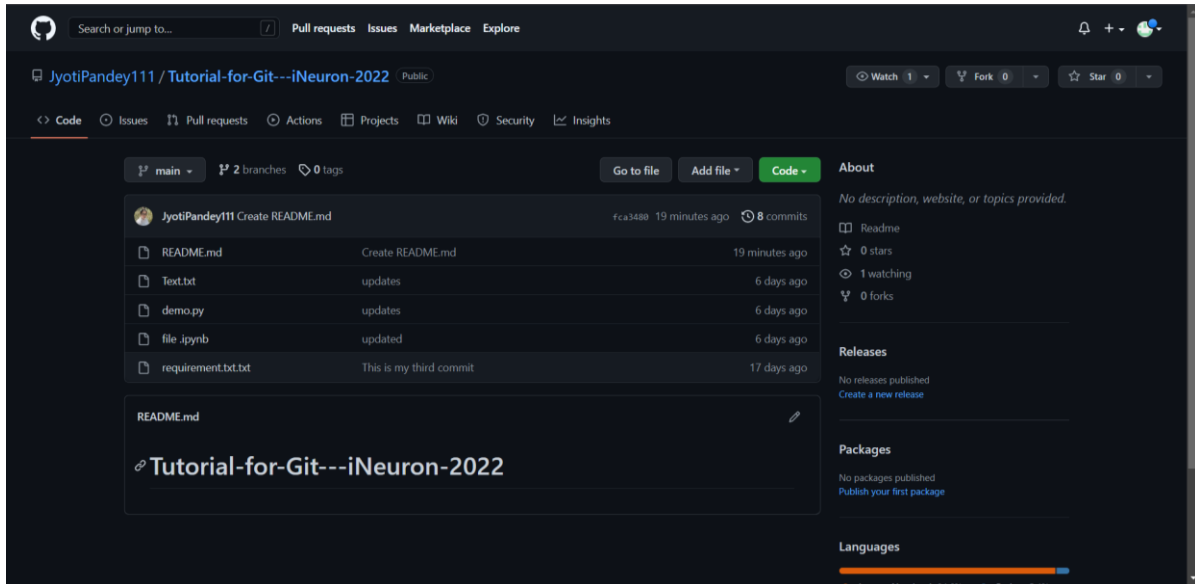 Search or jump to... / Pull requests Issues Marketplace Explore
JyotiPandey111 / Tutorial-for-Git---iNeuron-2022 Public
Watch 1 Fork 0 Star 0
<> Code Issues Pull requests Actions Projects Wiki Security Insights
main 2 branches 0 tags Go to file Add file Code
JyotiPandey111 Create README.md fca3480 19 minutes ago 8 commits
README.md Create README.md 19 minutes ago
Text.txt updates 6 days ago
demo.py updates 6 days ago
file .ipynb updated 6 days ago
requirement.txt.txt This is my third commit 17 days ago
README.md
Tutorial-for-Git---iNeuron-2022
About
No description, website, or topics provided.
Readme
0 stars
1 watching
0 forks
Releases
No releases published
Create a new release
Packages
No packages published
Publish your first package
Languages